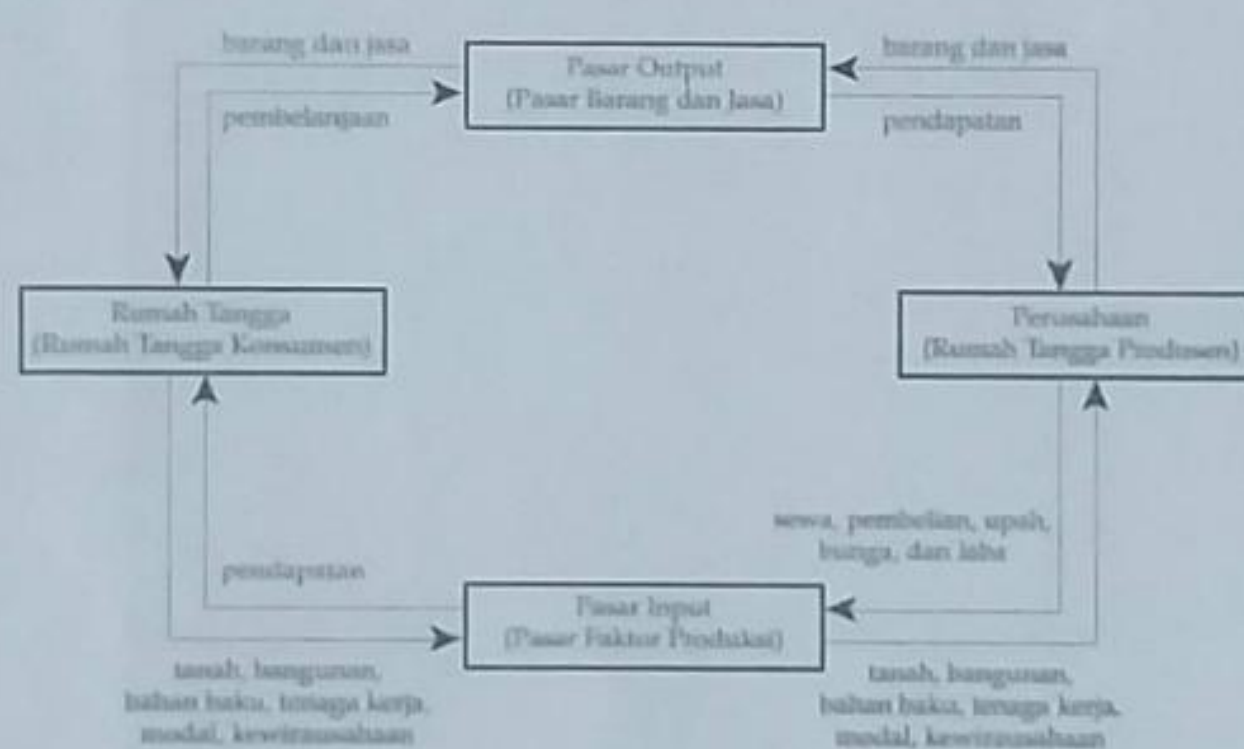 barang dan jasa
Pasar Output
(Pasar Barang dan Jasa)
barang dan jasa
pembelanjaan
pendapatan
Rumah Tangga
(Rumah Tangga Konsumen)
Perusahaan
(Rumah Tangga Produsen)
sewa, pembelian, upah,
bunga, dan laba
pendapatan
Pasar Input
(Pasar Faktor Produksi)
tanah, bangunan,
bahan baku, tenaga kerja,
modal, kewirausahaan
tanah, bangunan,
bahan baku, tenaga kerja,
modal, kewirausahaan